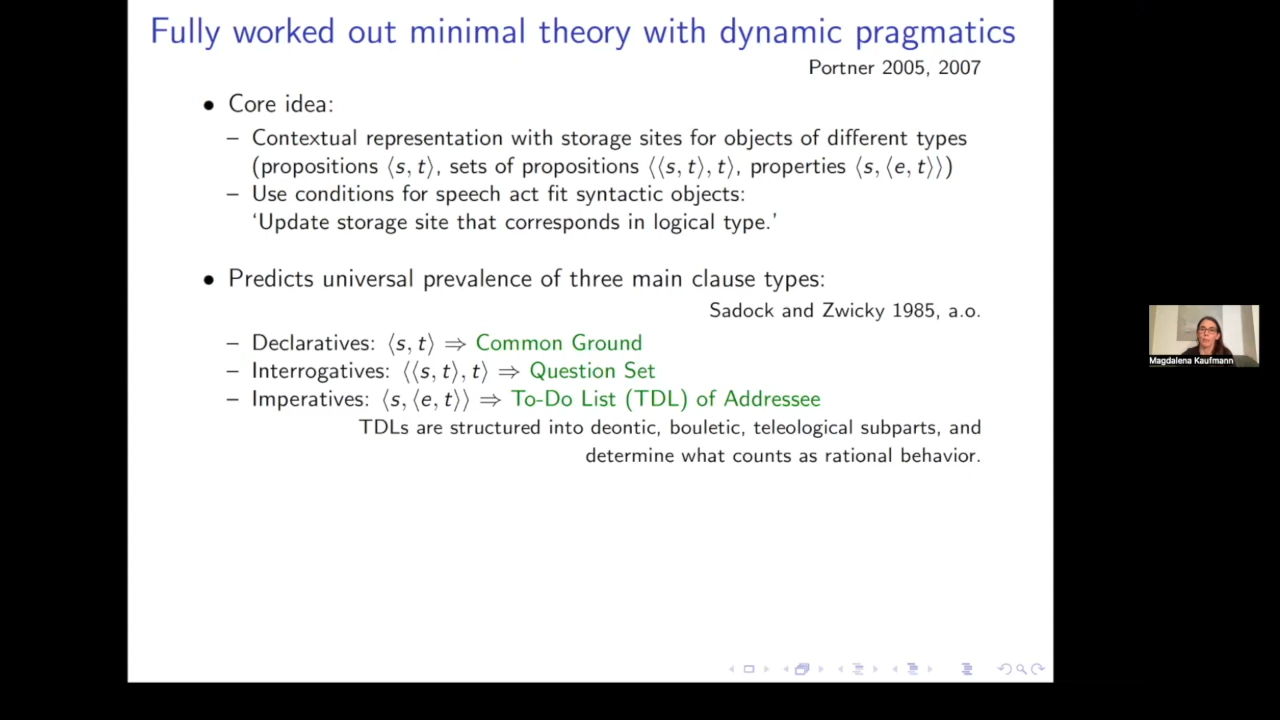 Fully worked out minimal theory with dynamic pragmatics
Portner 2005, 2007
• Core idea:
– Contextual representation with storage sites for objects of different types
(propositions ⟨s, t⟩, sets of propositions ⟨⟨s, t⟩, t⟩, properties ⟨s, ⟨e, t⟩⟩)
– Use conditions for speech act fit syntactic objects:
‘Update storage site that corresponds in logical type.’
• Predicts universal prevalence of three main clause types:
Sadock and Zwicky 1985, a.o.
– Declaratives: ⟨s, t⟩ ⇒ Common Ground
– Interrogatives: ⟨⟨s, t⟩, t⟩ ⇒ Question Set
– Imperatives: ⟨s, ⟨e, t⟩⟩ ⇒ To-Do List (TDL) of Addressee
TDLs are structured into deontic, bouletic, teleological subparts, and
determine what counts as rational behavior.
Magdalena Kaufmann